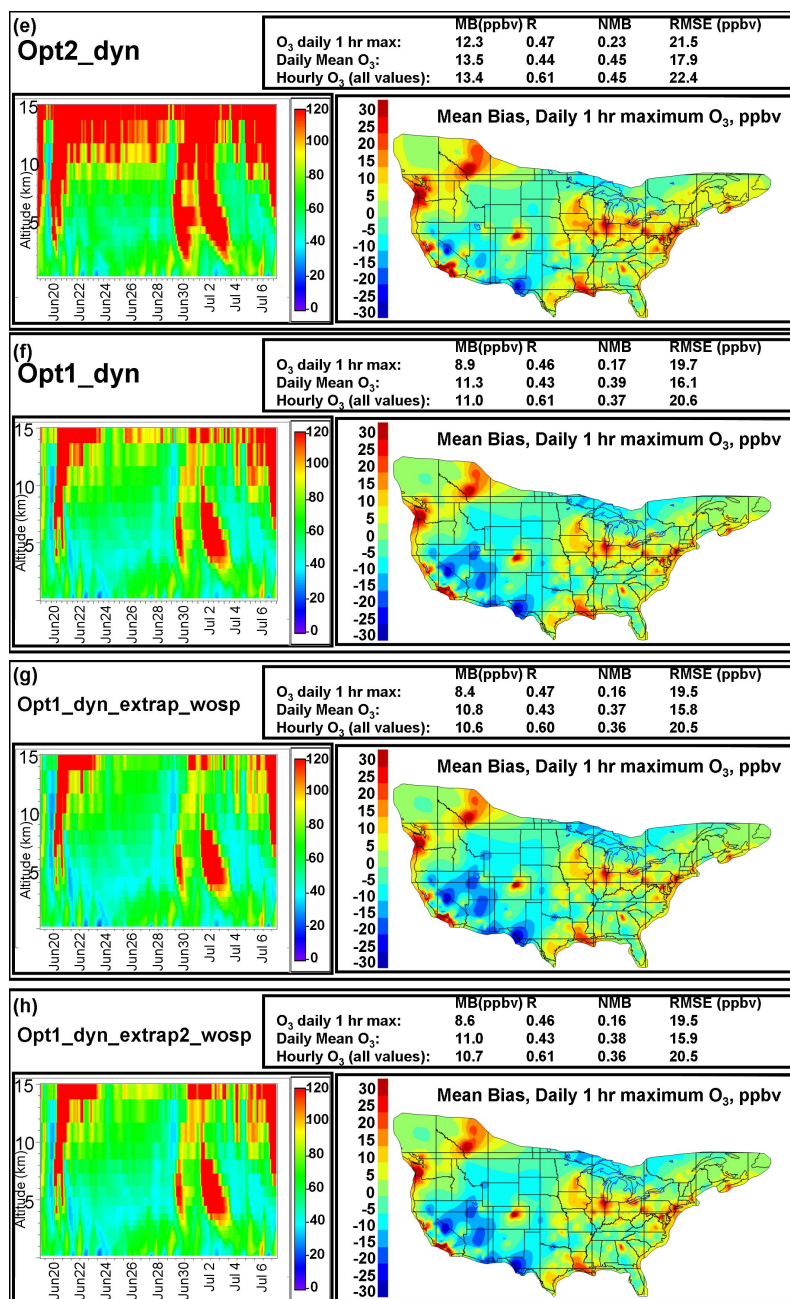 (e)
Opt2_dyn
MB(ppbv) R NMB RMSE (ppbv)
O3 daily 1 hr max: 12.3 0.47 0.23 21.5
Daily Mean O3: 13.5 0.44 0.45 17.9
Hourly O3 (all values): 13.4 0.61 0.45 22.4
Altitude (km)
15
10
5
Jun20
Jun22
Jun24
Jun26
Jun28
Jun30
Jul 2
Jul 4
Jul 6
120
100
80
60
40
20
0
Mean Bias, Daily 1 hr maximum O3, ppbv
30
25
20
15
10
5
0
-5
-10
-15
-20
-25
-30
(f)
Opt1_dyn
MB(ppbv) R NMB RMSE (ppbv)
O3 daily 1 hr max: 8.9 0.46 0.17 19.7
Daily Mean O3: 11.3 0.43 0.39 16.1
Hourly O3 (all values): 11.0 0.61 0.37 20.6
Altitude (km)
15
10
5
Jun20
Jun22
Jun24
Jun26
Jun28
Jun30
Jul 2
Jul 4
Jul 6
120
100
80
60
40
20
0
Mean Bias, Daily 1 hr maximum O3, ppbv
30
25
20
15
10
5
0
-5
-10
-15
-20
-25
-30
(g)
Opt1_dyn_extrap_wosp
MB(ppbv) R NMB RMSE (ppbv)
O3 daily 1 hr max: 8.4 0.47 0.16 19.5
Daily Mean O3: 10.8 0.43 0.37 15.8
Hourly O3 (all values): 10.6 0.60 0.36 20.5
Altitude (km)
15
10
5
Jun20
Jun22
Jun24
Jun26
Jun28
Jun30
Jul 2
Jul 4
Jul 6
120
100
80
60
40
20
0
Mean Bias, Daily 1 hr maximum O3, ppbv
30
25
20
15
10
5
0
-5
-10
-15
-20
-25
-30
(h)
Opt1_dyn_extrap2_wosp
MB(ppbv) R NMB RMSE (ppbv)
O3 daily 1 hr max: 8.6 0.46 0.16 19.5
Daily Mean O3: 11.0 0.43 0.38 15.9
Hourly O3 (all values): 10.7 0.61 0.36 20.5
Altitude (km)
15
10
5
Jun20
Jun22
Jun24
Jun26
Jun28
Jun30
Jul 2
Jul 4
Jul 6
120
100
80
60
40
20
0
Mean Bias, Daily 1 hr maximum O3, ppbv
30
25
20
15
10
5
0
-5
-10
-15
-20
-25
-30